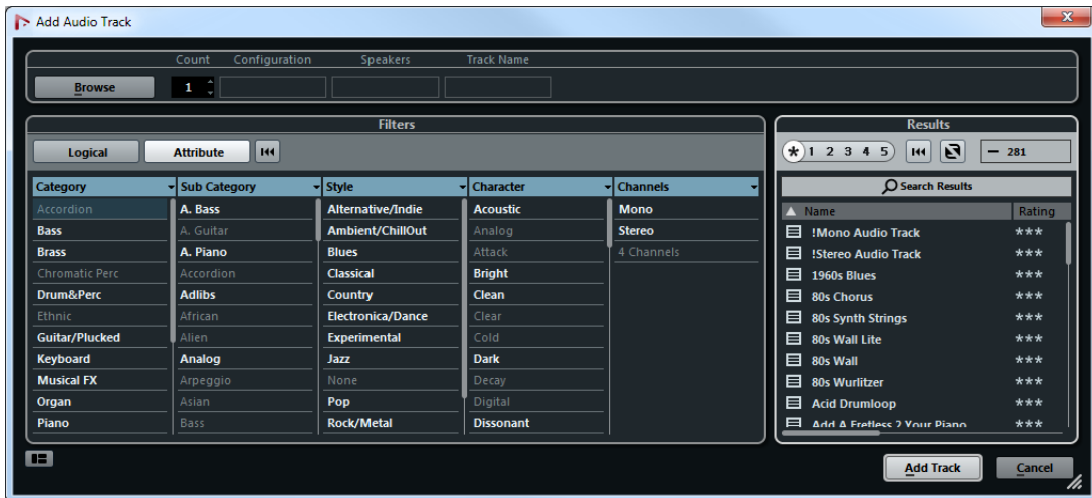 Add Audio Track
Count Configuration Speakers Track Name
Browse 1
Filters
Logical Attribute
Category Sub Category Style Character Channels
Accordion A. Bass Alternative/Indie Acoustic Mono
Bass A. Guitar Ambient/ChillOut Analog Stereo
Brass A. Piano Blues Attack 4 Channels
Chromatic Perc Accordion Classical Bright
Drum&Perc Adlibs Country Clean
Ethnic African Electronica/Dance Clear
Guitar/Plucked Alien Experimental Cold
Keyboard Analog Jazz Dark
Musical FX Arpeggio None Decay
Organ Asian Pop Digital
Piano Bass Rock/Metal Dissonant
Results
* 1 2 3 4 5 281
Search Results
Name Rating
!Mono Audio Track ***
!Stereo Audio Track ***
1960s Blues ***
80s Chorus ***
80s Synth Strings ***
80s Wall Lite ***
80s Wall ***
80s Wurlitzer ***
Acid Drumloop ***
Add A Fretless 2 Your Piano ***
Add Track Cancel